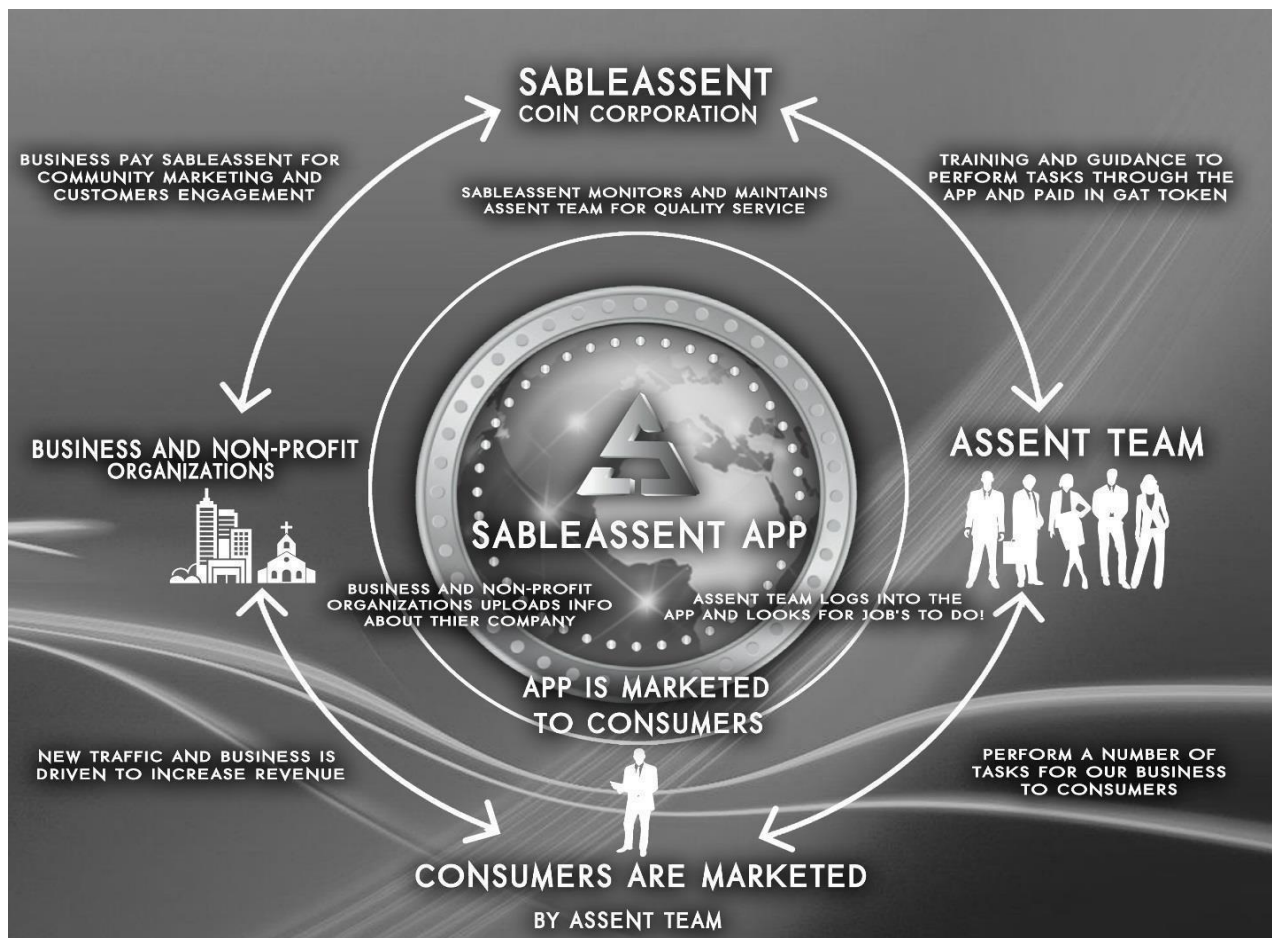 SABLEASSENT
COIN CORPORATION
BUSINESS PAY SABLEASSENT FOR
COMMUNITY MARKETING AND
CUSTOMERS ENGAGEMENT
SABLEASSENT MONITORS AND MAINTAINS
ASSENT TEAM FOR QUALITY SERVICE
TRAINING AND GUIDANCE TO
PERFORM TASKS THROUGH THE
APP AND PAID IN GAT TOKEN
BUSINESS AND NON-PROFIT
ORGANIZATIONS
ASSENT TEAM
SABLEASSENT APP
BUSINESS AND NON-PROFIT
ORGANIZATIONS UPLOADS INFO
ABOUT THIER COMPANY
ASSENT TEAM LOGS INTO THE
APP AND LOOKS FOR JOB'S TO DO!
APP IS MARKETED
TO CONSUMERS
NEW TRAFFIC AND BUSINESS IS
DRIVEN TO INCREASE REVENUE
PERFORM A NUMBER OF
TASKS FOR OUR BUSINESS
TO CONSUMERS
CONSUMERS ARE MARKETED
BY ASSENT TEAM